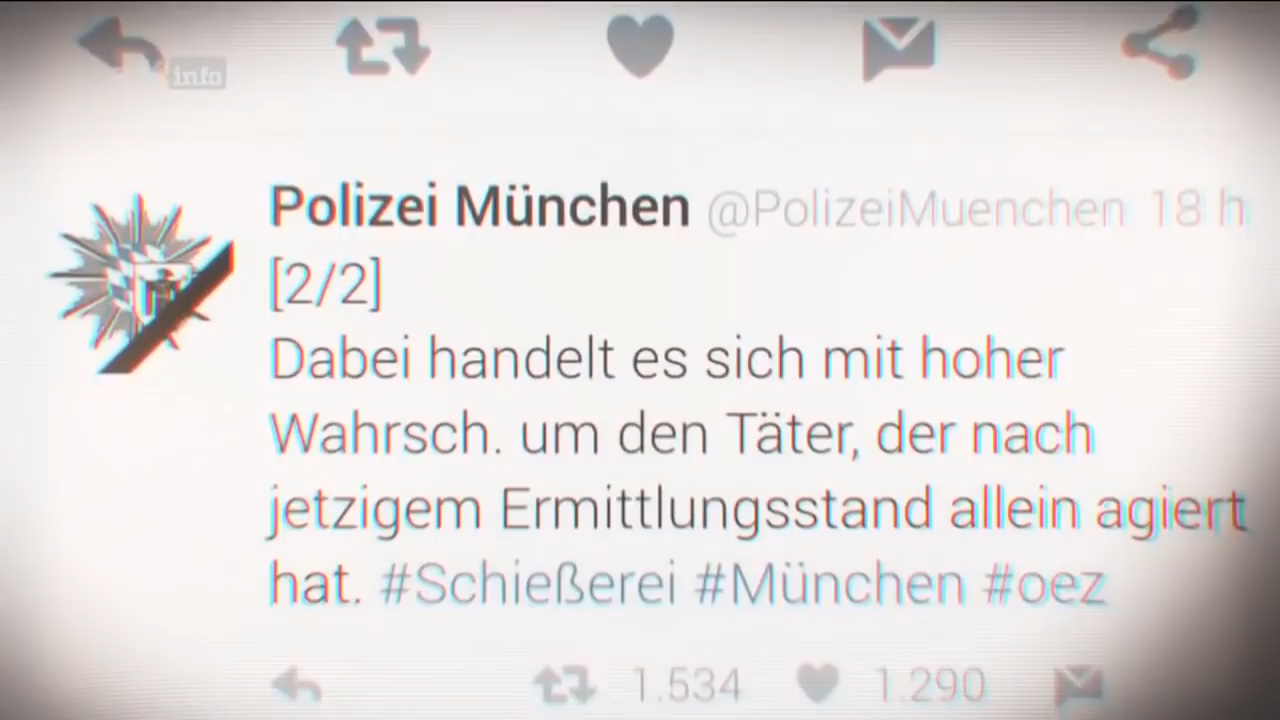 info
Polizei München @PolizeiMuenchen 18 h
[2/2]
Dabei handelt es sich mit hoher
Wahrsch. um den Täter, der nach
jetzigem Ermittlungsstand allein agiert
hat. #Schießerei #München #oez
1.534 1.290